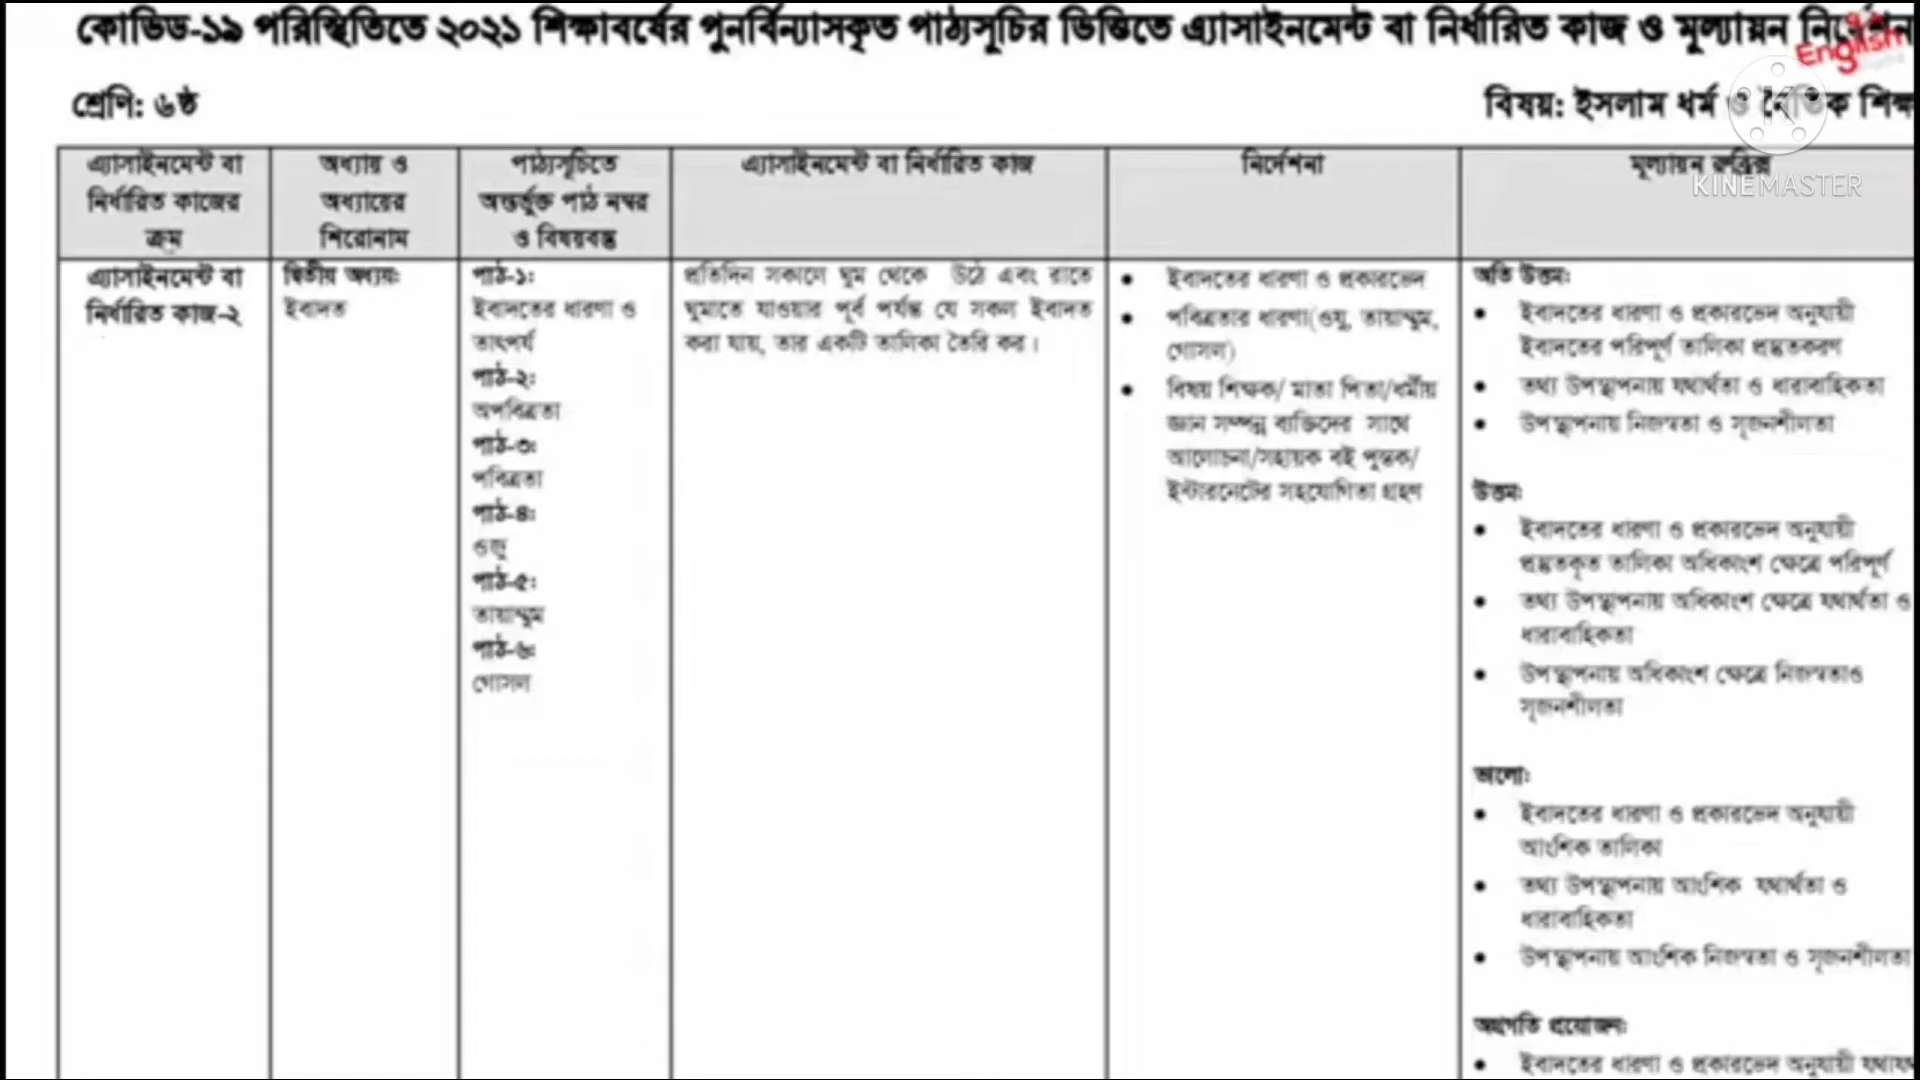 কোভিড-১৯ পরিস্থিতিতে ২০২১ শিক্ষাবর্ষের পুনর্বিন্যাসকৃত পাঠ্যসূচির ভিত্তিতে এ্যাসাইনমেন্ট বা নির্ধারিত কাজ ও মূল্যায়ন
English
শ্রেণি: ৬ষ্ঠ
বিষয়: ইসলাম ধর্ম ও নৈতিক
KINEMASTER
এ্যাসাইনমেন্ট বা
নির্ধারিত কাজের
ক্রম
অধ্যায় ও
অধ্যায়ের
শিরোনাম
পাঠ্যসূচিতে
অন্তর্ভুক্ত পাঠ নম্বর
ও বিষয়বস্তু
এ্যাসাইনমেন্ট বা নির্ধারিত কাজ
নির্দেশনা
মূল্যায়ন রুব্রিক্স
এ্যাসাইনমেন্ট বা
নির্ধারিত কাজ-২
দ্বিতীয় অধ্যয়:
ইবাদত
পাঠ-১:
ইবাদতের ধারণা ও
তাৎপর্য
পাঠ-২:
অপবিত্রতা
পাঠ-৩:
পবিত্রতা
পাঠ-৪:
ওজু
পাঠ-৫:
তায়াম্মুম
পাঠ-৬:
গোসল
প্রতিদিন সকালে ঘুম থেকে উঠে এবং রাতে
ঘুমাতে যাওয়ার পূর্ব পর্যন্ত যে সকল ইবাদত
করা যায়, তার একটি তালিকা তৈরি কর।
• ইবাদতের ধারণা ও প্রকারভেদ
• পবিত্রতার ধারণা(ওযু, তায়াম্মুম,
গোসল)
• বিষয় শিক্ষক/ মাতা পিতা/ধর্মীয়
জ্ঞান সম্পন্ন ব্যক্তিদের সাথে
আলোচনা/সহায়ক বই পুস্তক/
ইন্টারনেটের সহযোগিতা গ্রহণ
অতি উত্তম:
• ইবাদতের ধারণা ও প্রকারভেদ অনুযায়ী
ইবাদতের পরিপূর্ণ তালিকা প্রস্তুতকরণ
• তথ্য উপস্থাপনায় যথার্থতা ও ধারাবাহিকতা
• উপস্থাপনায় নিজস্বতা ও সৃজনশীলতা
উত্তম:
• ইবাদতের ধারণা ও প্রকারভেদ অনুযায়ী
প্রস্তুতকৃত তালিকা অধিকাংশ ক্ষেত্রে পরিপূর্ণ
• তথ্য উপস্থাপনায় অধিকাংশ ক্ষেত্রে যথার্থতা ও
ধারাবাহিকতা
• উপস্থাপনায় অধিকাংশ ক্ষেত্রে নিজস্বতাও
সৃজনশীলতা
ভালো:
• ইবাদতের ধারণা ও প্রকারভেদ অনুযায়ী
আংশিক তালিকা
• তথ্য উপস্থাপনায় আংশিক যথার্থতা ও
ধারাবাহিকতা
• উপস্থাপনায় আংশিক নিজস্বতা ও সৃজনশীলতা
অগ্রগতি প্রয়োজন:
• ইবাদতের ধারণা ও প্রকারভেদ অনুযায়ী